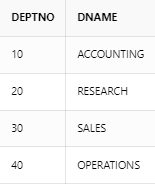 DEPTNO DNAME
10 ACCOUNTING
20 RESEARCH
30 SALES
40 OPERATIONS